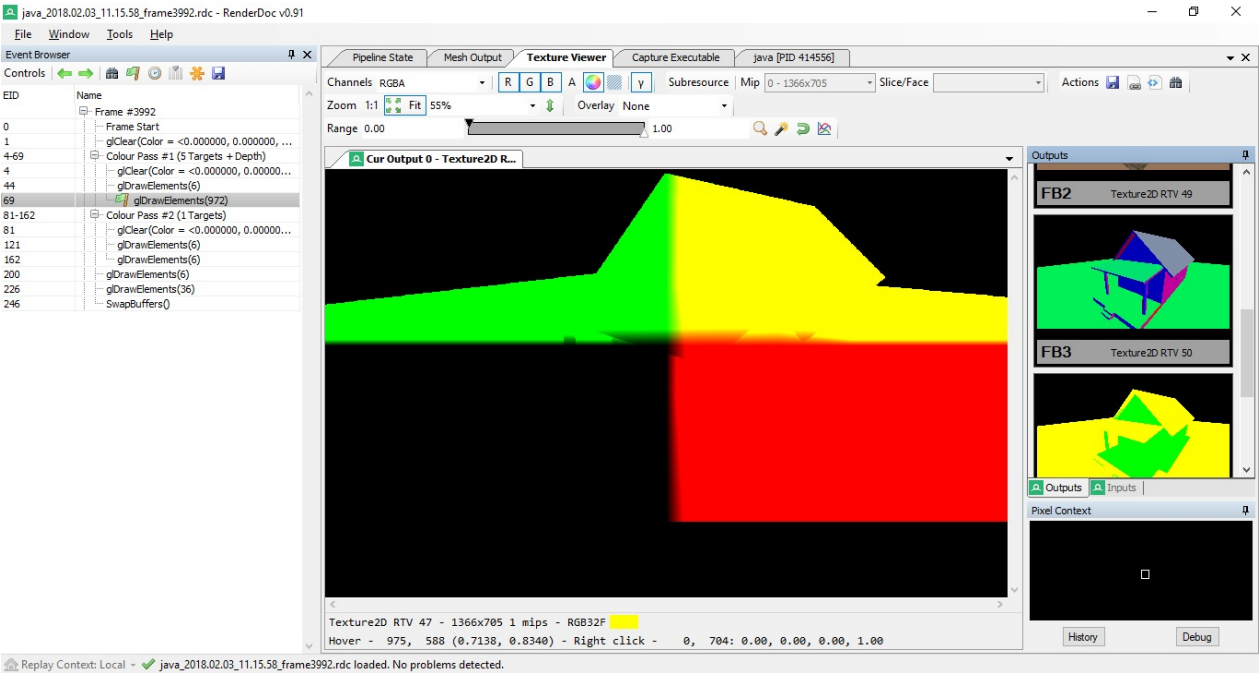 java_2018.02.03_11.15.58_frame3992.rdc - RenderDoc v0.91
File Window Tools Help
Event Browser
Controls
EID Name
Frame #3992
0 Frame Start
1 glClear(Color = <0.000000, 0.000000, ...
4-69 Colour Pass #1 (5 Targets + Depth)
4 glClear(Color = <0.000000, 0.00000...
44 glDrawElements(6)
69 glDrawElements(972)
81-162 Colour Pass #2 (1 Targets)
81 glClear(Color = <0.000000, 0.00000...
121 glDrawElements(6)
162 glDrawElements(6)
200 glDrawElements(6)
226 glDrawElements(36)
246 SwapBuffers()
Pipeline State Mesh Output Texture Viewer Capture Executable java [PID 414556]
Channels RGBA R G B A γ Subresource Mip 0 - 1366x705 Slice/Face Actions
Zoom 1:1 Fit 55% Overlay None
Range 0.00 1.00
Cur Output 0 - Texture2D R...
Texture2D RTV 47 - 1366x705 1 mips - RGB32F
Hover - 975, 588 (0.7138, 0.8340) - Right click - 0, 704: 0.00, 0.00, 0.00, 1.00
Outputs
FB2 Texture2D RTV 49
FB3 Texture2D RTV 50
Outputs Inputs
Pixel Context
History Debug
Replay Context: Local java_2018.02.03_11.15.58_frame3992.rdc loaded. No problems detected.